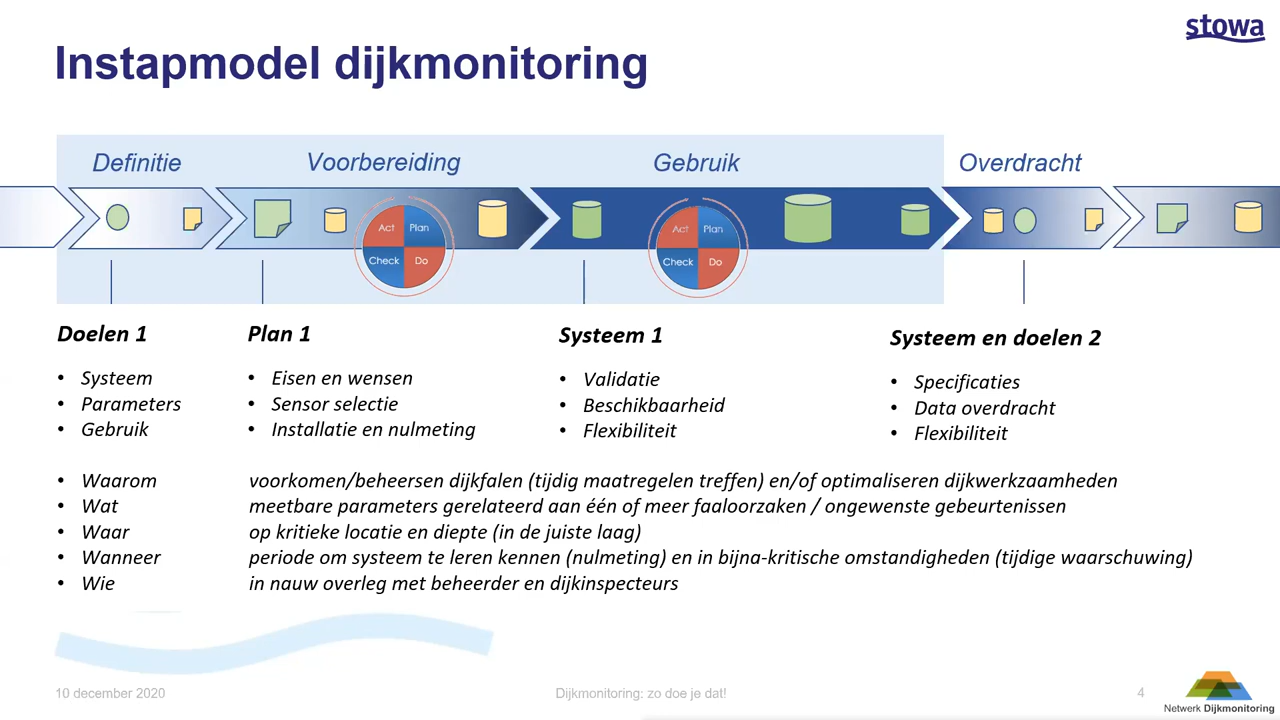 stowa
Instapmodel dijkmonitoring
Definitie
Voorbereiding
Gebruik
Overdracht
Act Plan
Check Do
Act Plan
Check Do
Doelen 1
• Systeem
• Parameters
• Gebruik
Plan 1
• Eisen en wensen
• Sensor selectie
• Installatie en nulmeting
Systeem 1
• Validatie
• Beschikbaarheid
• Flexibiliteit
Systeem en doelen 2
• Specificaties
• Data overdracht
• Flexibiliteit
• Waarom voorkomen/beheersen dijkfalen (tijdig maatregelen treffen) en/of optimaliseren dijkwerkzaamheden
• Wat meetbare parameters gerelateerd aan één of meer faaloorzaken / ongewenste gebeurtenissen
• Waar op kritieke locatie en diepte (in de juiste laag)
• Wanneer periode om systeem te leren kennen (nulmeting) en in bijna-kritische omstandigheden (tijdige waarschuwing)
• Wie in nauw overleg met beheerder en dijkinspecteurs
10 december 2020
Dijkmonitoring: zo doe je dat!
4
Netwerk Dijkmonitoring